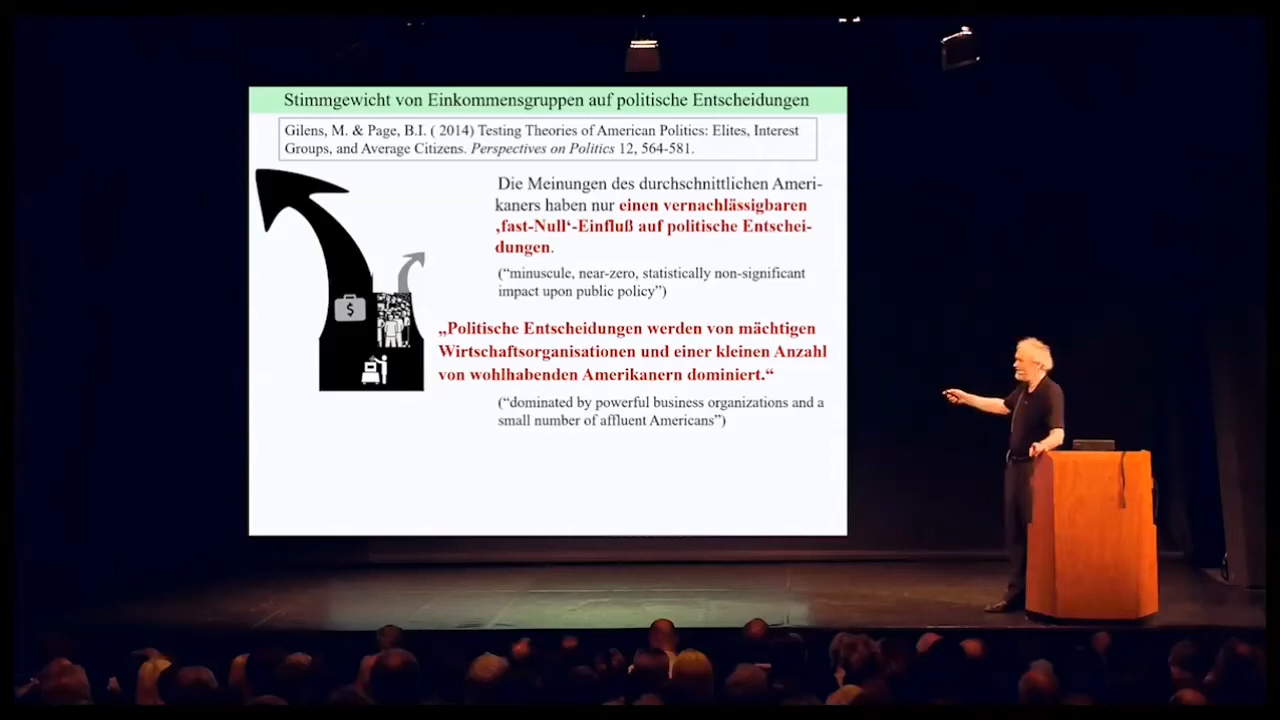 Stimmgewicht von Einkommensgruppen auf politische Entscheidungen
Gilens, M. & Page, B.I. ( 2014) Testing Theories of American Politics: Elites, Interest
Groups, and Average Citizens. Perspectives on Politics 12, 564-581.
Die Meinungen des durchschnittlichen Ameri-
kaners haben nur einen vernachlässigbaren
‚fast-Null‘-Einfluß auf politische Entschei-
dungen.
(“minuscule, near-zero, statistically non-significant
impact upon public policy”)
$
„Politische Entscheidungen werden von mächtigen
Wirtschaftsorganisationen und einer kleinen Anzahl
von wohlhabenden Amerikanern dominiert.“
(“dominated by powerful business organizations and a
small number of affluent Americans”)